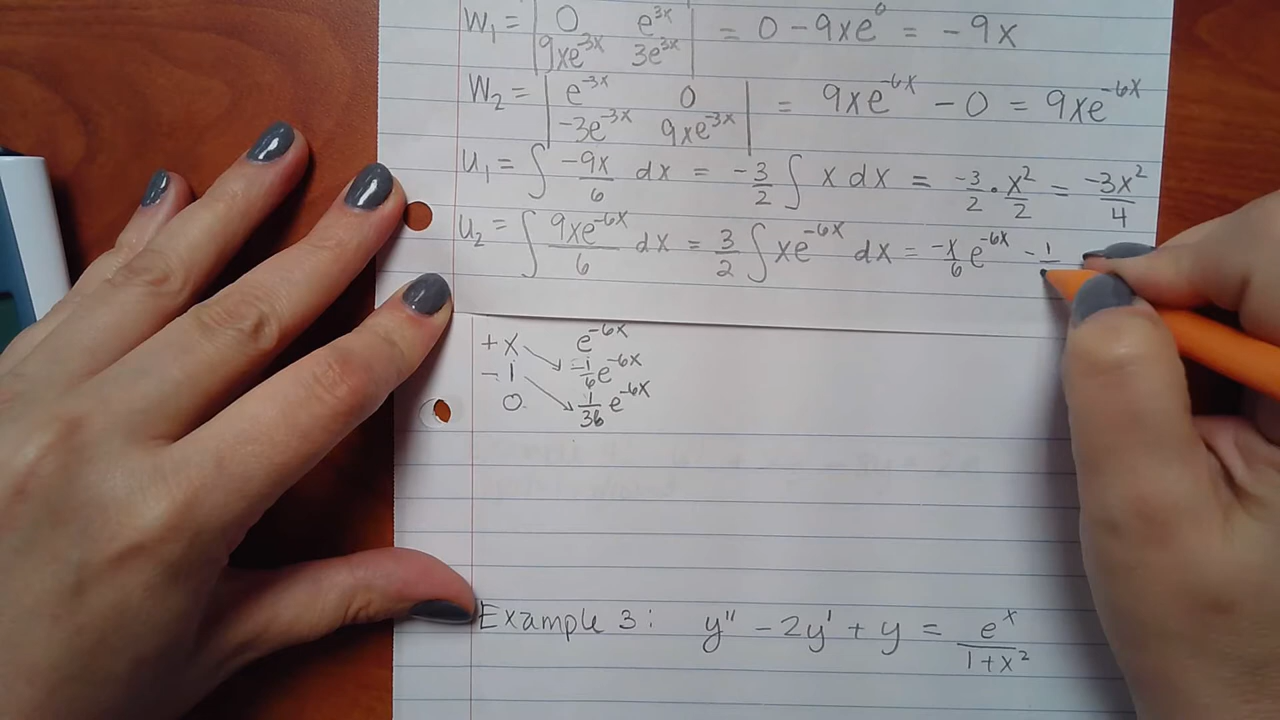 W₁ = | 0 e^{3x} | = 0 - 9xe^0 = -9x
| 9xe^{-3x} 3e^{3x} |
W₂ = | e^{-3x} 0 | = 9xe^{-6x} - 0 = 9xe^{-6x}
| -3e^{-3x} 9xe^{-3x} |
u₁ = ∫ -9x/6 dx = -3/2 ∫ x dx = -3/2 · x²/2 = -3x²/4
u₂ = ∫ 9xe^{-6x}/6 dx = 3/2 ∫ xe^{-6x} dx = -x/6 e^{-6x} - 1/
+ x e^{-6x}
- 1 -1/6 e^{-6x}
0 1/36 e^{-6x}
Example 3: y'' - 2y' + y = e^x/(1+x²)